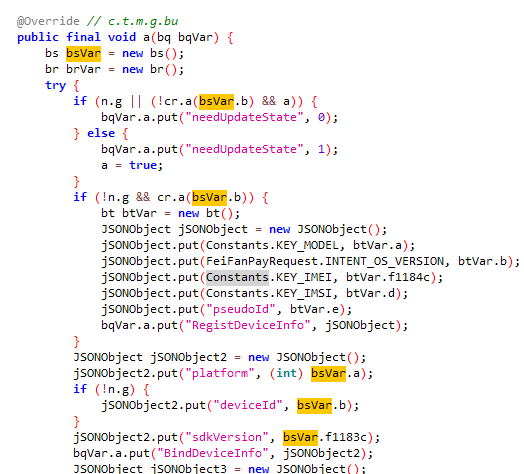 @Override // c.t.m.g.bu
public final void a(bq bqVar) {
bs bsVar = new bs();
br brVar = new br();
try {
if (n.g || (!cr.a(bsVar.b) && a)) {
bqVar.a.put("needUpdateState", 0);
} else {
bqVar.a.put("needUpdateState", 1);
a = true;
}
if (!n.g && cr.a(bsVar.b)) {
bt btVar = new bt();
JSONObject jSONObject = new JSONObject();
jSONObject.put(Constants.KEY_MODEL, btVar.a);
jSONObject.put(FeiFanPayRequest.INTENT_OS_VERSION, btVar.b);
jSONObject.put(Constants.KEY_IMEI, btVar.f1184c);
jSONObject.put(Constants.KEY_IMSI, btVar.d);
jSONObject.put("pseudoId", btVar.e);
bqVar.a.put("RegistDeviceInfo", jSONObject);
}
JSONObject jSONObject2 = new JSONObject();
jSONObject2.put("platform", (int) bsVar.a);
if (!n.g) {
jSONObject2.put("deviceId", bsVar.b);
}
jSONObject2.put("sdkVersion", bsVar.f1183c);
bqVar.a.put("BindDeviceInfo", jSONObject2);
JSONObject jSONObject3 = new JSONObject();